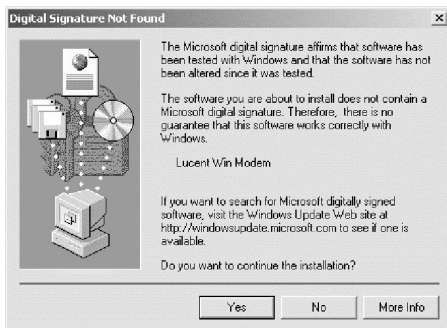 Digital Signature Not Found
The Microsoft digital signature affirms that software has
been tested with Windows and that the software has not
been altered since it was tested.
The software you are about to install does not contain a
Microsoft digital signature. Therefore, there is no
guarantee that this software works correctly with
Windows.
Lucent Win Modem
If you want to search for Microsoft digitally signed
software, visit the Windows Update Web site at
http://windowsupdate.microsoft.com to see if one is
available.
Do you want to continue the installation?
Yes No More Info